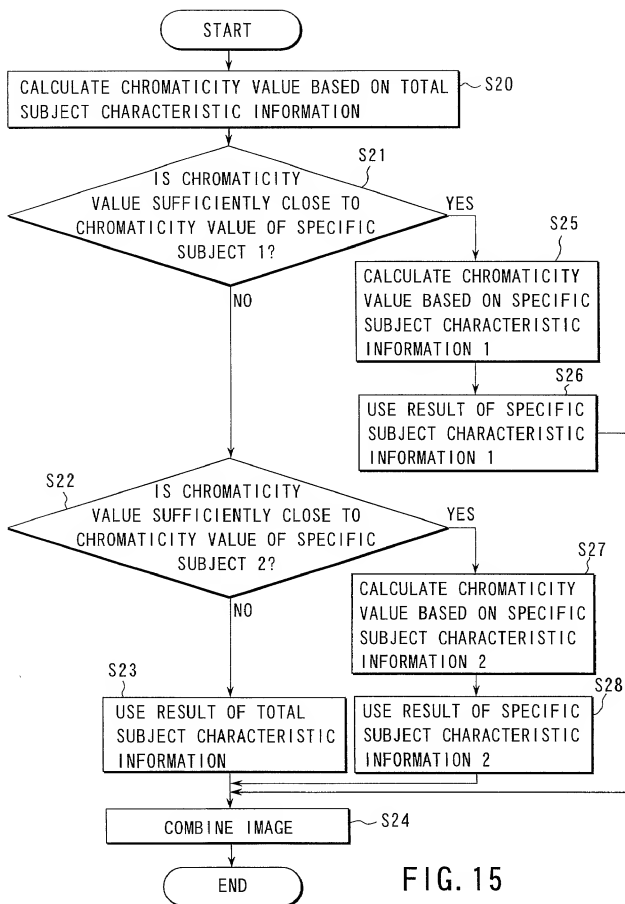 START
CALCULATE CHROMATICITY VALUE BASED ON TOTAL
SUBJECT CHARACTERISTIC INFORMATION
S20
S21
IS CHROMATICITY
VALUE SUFFICIENTLY CLOSE TO
CHROMATICITY VALUE OF SPECIFIC
SUBJECT 1?
YES
NO
S25
CALCULATE CHROMATICITY
VALUE BASED ON SPECIFIC
SUBJECT CHARACTERISTIC
INFORMATION 1
S26
USE RESULT OF SPECIFIC
SUBJECT CHARACTERISTIC
INFORMATION 1
S22
IS CHROMATICITY
VALUE SUFFICIENTLY CLOSE TO
CHROMATICITY VALUE OF SPECIFIC
SUBJECT 2?
YES
NO
S27
CALCULATE CHROMATICITY
VALUE BASED ON SPECIFIC
SUBJECT CHARACTERISTIC
INFORMATION 2
S23
USE RESULT OF TOTAL
SUBJECT CHARACTERISTIC
INFORMATION
S28
USE RESULT OF SPECIFIC
SUBJECT CHARACTERISTIC
INFORMATION 2
COMBINE IMAGE
S24
END
FIG. 15